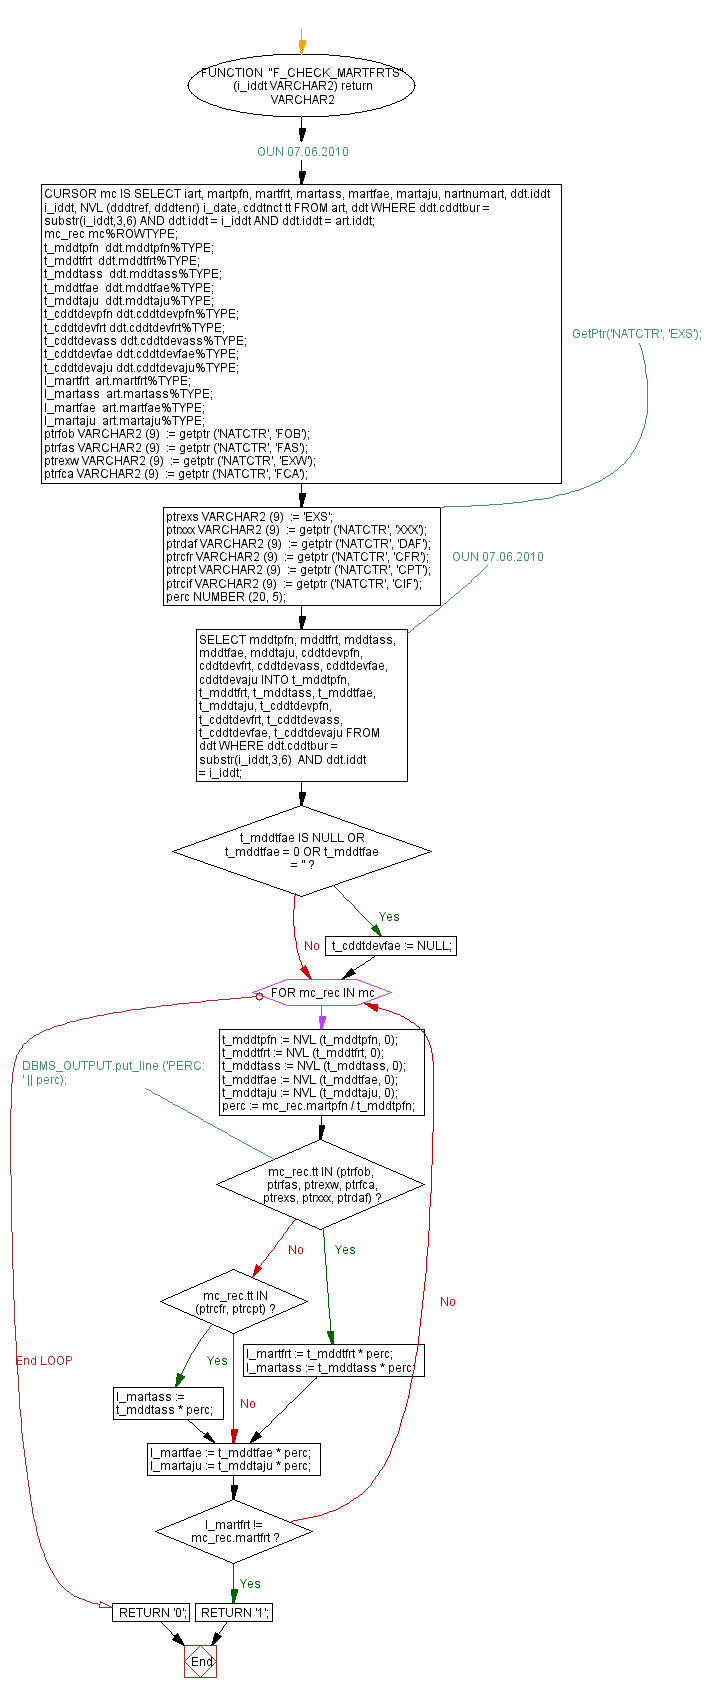 FUNCTION "F_CHECK_MARTFRTS"
(i_iddt VARCHAR2) return
VARCHAR2
OUN 07.06.2010
CURSOR mc IS SELECT iart, martpfn, martfrt, martass, martfae, martaju, nartnumart, ddt.iddt
i_iddt, NVL (dddtref, dddtenr) i_date, cddtnct tt FROM art, ddt WHERE ddt.cddtbur =
substr(i_iddt,3,6) AND ddt.iddt = i_iddt AND ddt.iddt = art.iddt;
mc_rec mc%ROWTYPE;
t_mddtpfn ddt.mddtpfn%TYPE;
t_mddtfrt ddt.mddtfrt%TYPE;
t_mddtass ddt.mddtass%TYPE;
t_mddtfae ddt.mddtfae%TYPE;
t_mddtaju ddt.mddtaju%TYPE;
t_cddtdevpfn ddt.cddtdevpfn%TYPE;
t_cddtdevfrt ddt.cddtdevfrt%TYPE;
t_cddtdevass ddt.cddtdevass%TYPE;
t_cddtdevfae ddt.cddtdevfae%TYPE;
t_cddtdevaju ddt.cddtdevaju%TYPE;
l_martfrt art.martfrt%TYPE;
l_martass art.martass%TYPE;
l_martfae art.martfae%TYPE;
l_martaju art.martaju%TYPE;
ptrfob VARCHAR2 (9) := getptr ('NATCTR', 'FOB');
ptrfas VARCHAR2 (9) := getptr ('NATCTR', 'FAS');
ptrexw VARCHAR2 (9) := getptr ('NATCTR', 'EXW');
ptrfca VARCHAR2 (9) := getptr ('NATCTR', 'FCA');
GetPtr('NATCTR', 'EXS');
ptrexs VARCHAR2 (9) := 'EXS';
ptrxxx VARCHAR2 (9) := getptr ('NATCTR', 'XXX');
ptrdaf VARCHAR2 (9) := getptr ('NATCTR', 'DAF');
ptrcfr VARCHAR2 (9) := getptr ('NATCTR', 'CFR');
ptrcpt VARCHAR2 (9) := getptr ('NATCTR', 'CPT');
ptrcif VARCHAR2 (9) := getptr ('NATCTR', 'CIF');
perc NUMBER (20, 5);
OUN 07.06.2010
SELECT mddtpfn, mddtfrt, mddtass,
mddtfae, mddtaju, cddtdevpfn,
cddtdevfrt, cddtdevass, cddtdevfae,
cddtdevaju INTO t_mddtpfn,
t_mddtfrt, t_mddtass, t_mddtfae,
t_mddtaju, t_cddtdevpfn,
t_cddtdevfrt, t_cddtdevass,
t_cddtdevfae, t_cddtdevaju FROM
ddt WHERE ddt.cddtbur =
substr(i_iddt,3,6) AND ddt.iddt
= i_iddt;
t_mddtfae IS NULL OR
t_mddtfae = 0 OR t_mddtfae
= '' ?
Yes
No
t_cddtdevfae := NULL;
FOR mc_rec IN mc
t_mddtpfn := NVL (t_mddtpfn, 0);
t_mddtfrt := NVL (t_mddtfrt, 0);
t_mddtass := NVL (t_mddtass, 0);
t_mddtfae := NVL (t_mddtfae, 0);
t_mddtaju := NVL (t_mddtaju, 0);
perc := mc_rec.martpfn / t_mddtpfn;
DBMS_OUTPUT.put_line ('PERC:
' || perc);
mc_rec.tt IN (ptrfob,
ptrfas, ptrexw, ptrfca,
ptrexs, ptrxxx, ptrdaf) ?
No
Yes
mc_rec.tt IN
(ptrcfr, ptrcpt) ?
No
l_martfrt := t_mddtfrt * perc;
l_martass := t_mddtass * perc;
End LOOP
Yes
l_martass :=
t_mddtass * perc;
No
l_martfae := t_mddtfae * perc;
l_martaju := t_mddtaju * perc;
l_martfrt !=
mc_rec.martfrt ?
Yes
RETURN '0';
RETURN '1';
End